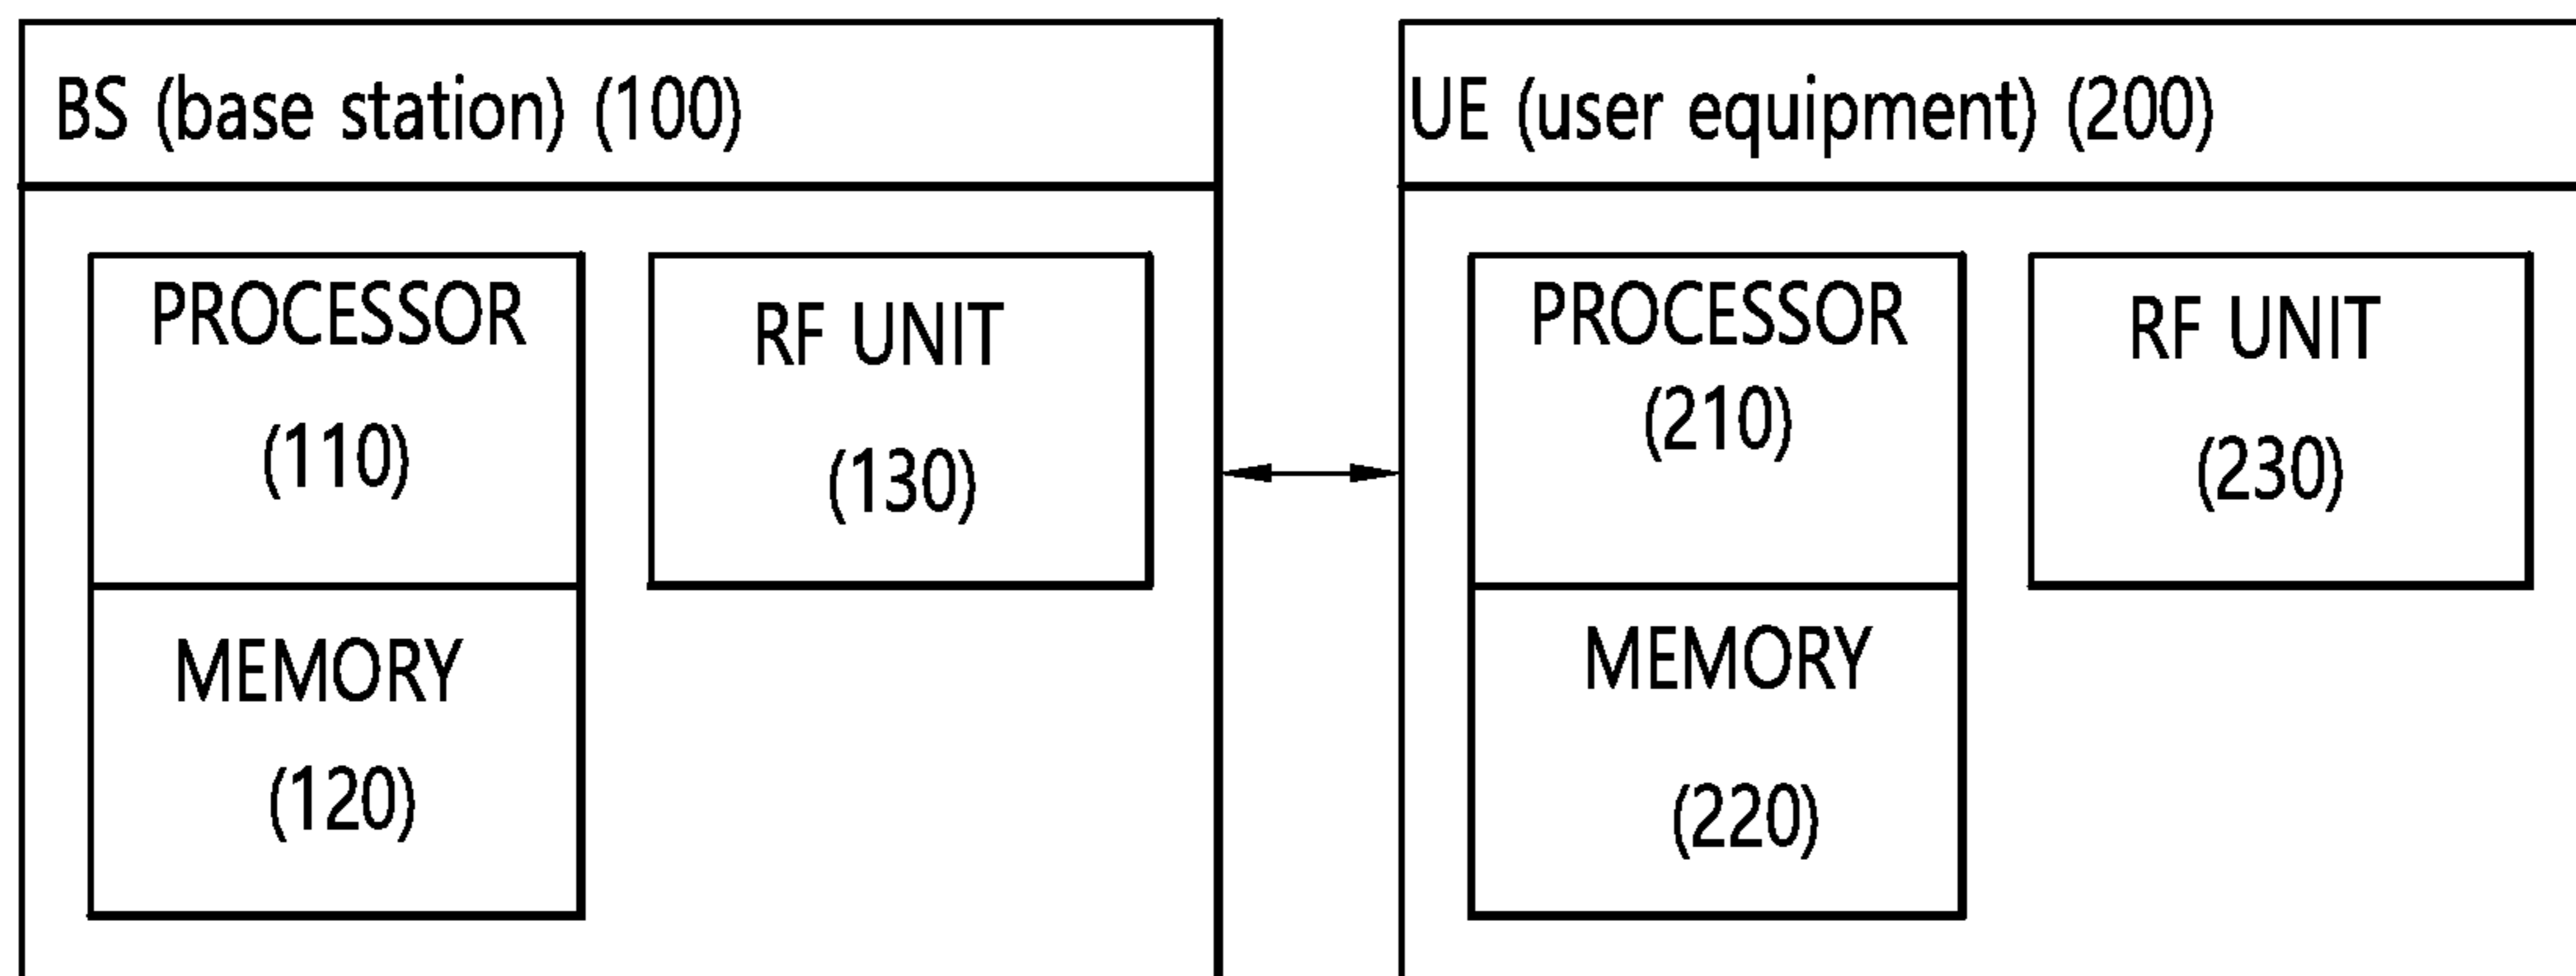 BS (base station) (100)
PROCESSOR
(110)
RF UNIT
(130)
MEMORY
(120)
UE (user equipment) (200)
PROCESSOR
(210)
RF UNIT
(230)
MEMORY
(220)